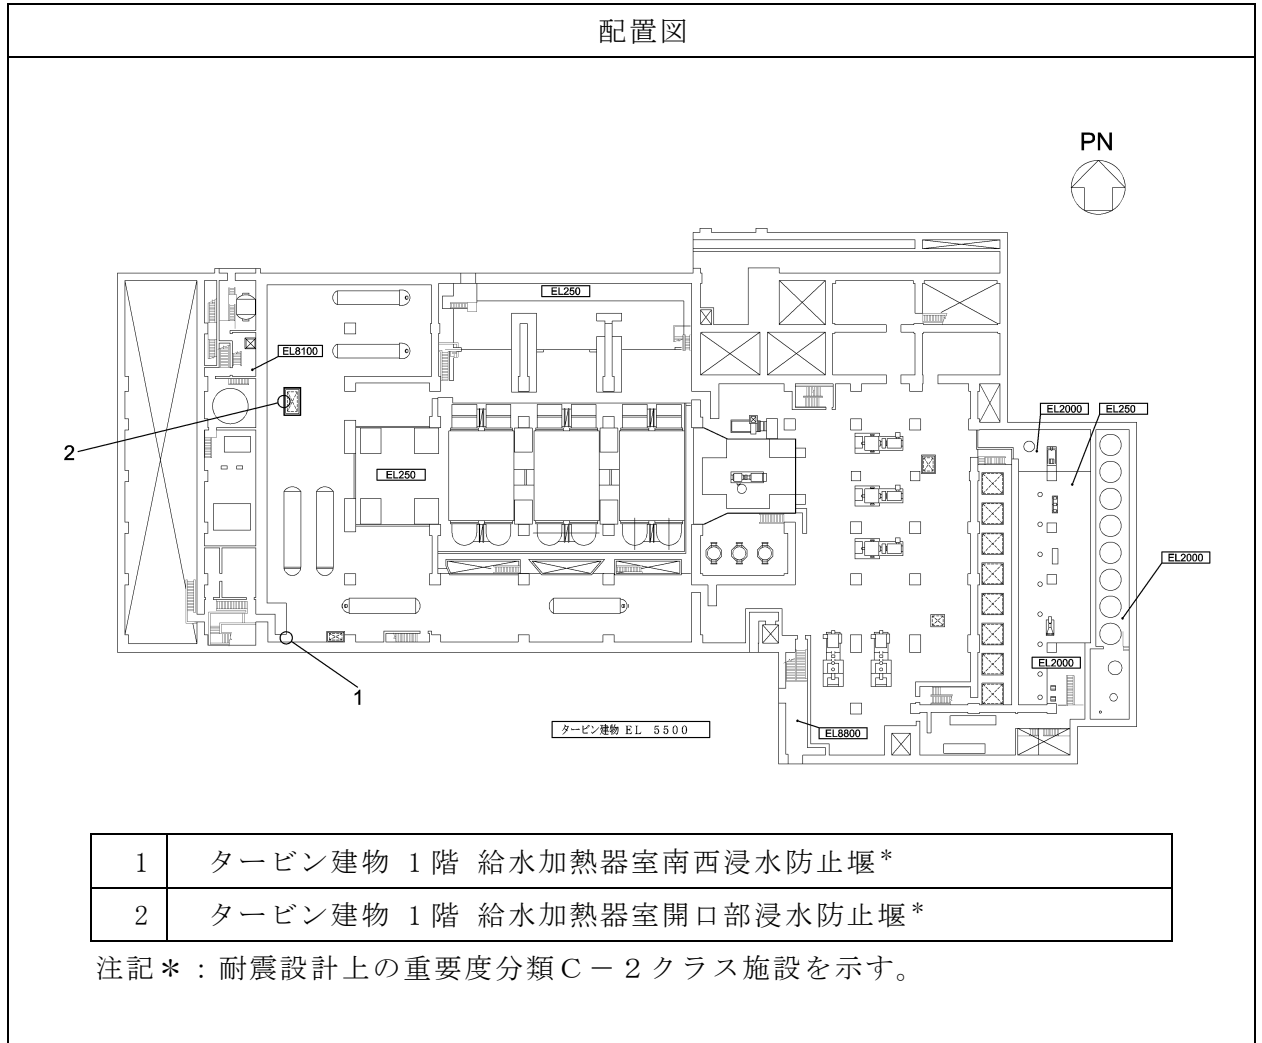 配置図
PN
EL250
EL8100
EL2000
EL250
2
EL250
EL2000
EL2000
1
タービン建物 EL 5500
EL8800
1 タービン建物 1階 給水加熱器室南西浸水防止堰*
2 タービン建物 1階 給水加熱器室開口部浸水防止堰*
注記＊：耐震設計上の重要度分類Ｃ－２クラス施設を示す。